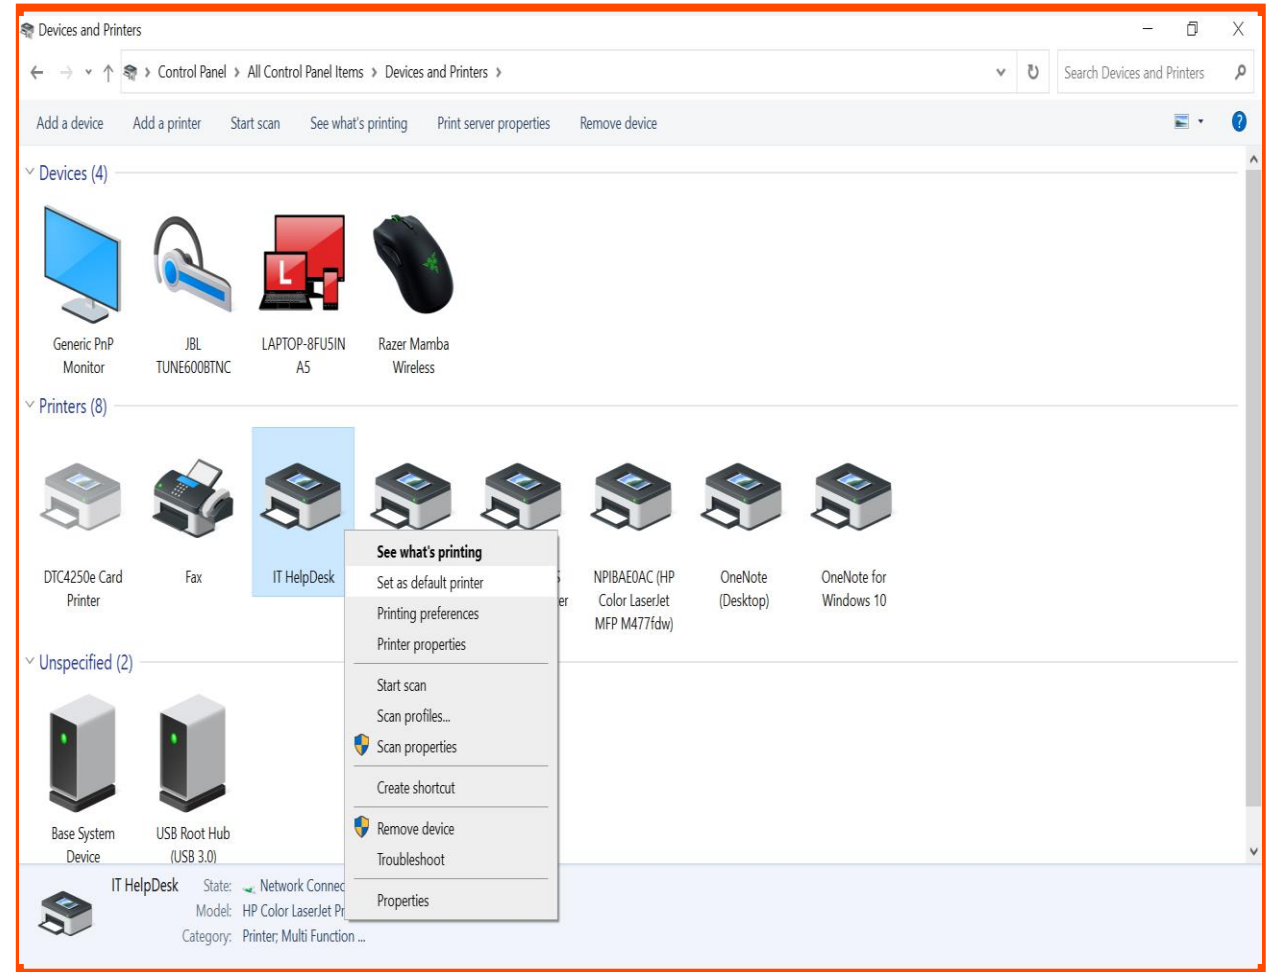 Devices and Printers
Control Panel > All Control Panel Items > Devices and Printers >
Search Devices and Printers
Add a device Add a printer Start scan See what's printing Print server properties Remove device
?
Devices (4)
L
Generic PnP
Monitor
JBL
TUNE600BTNC
LAPTOP-8FU5IN
A5
Razer Mamba
Wireless
Printers (8)
DTC4250e Card
Printer
Fax
IT HelpDesk
NPIBAE0AC (HP
Color LaserJet
MFP M477fdw)
OneNote
(Desktop)
OneNote for
Windows 10
See what's printing
Set as default printer
Printing preferences
Printer properties
Start scan
Scan profiles...
Scan properties
Create shortcut
Remove device
Troubleshoot
Properties
Unspecified (2)
Base System
Device
USB Root Hub
(USB 3.0)
IT HelpDesk State: Network Connec
Model: HP Color LaserJet Pr
Category: Printer; Multi Function ...